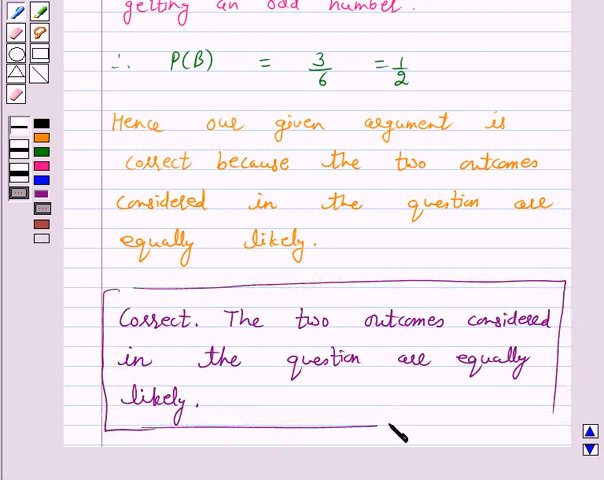 getting an odd number.
∴ P(B) = 3/6 = 1/2
Hence our given argument is
correct because the two outcomes
considered in the question are
equally likely.
Correct. The two outcomes considered
in the question are equally
likely.